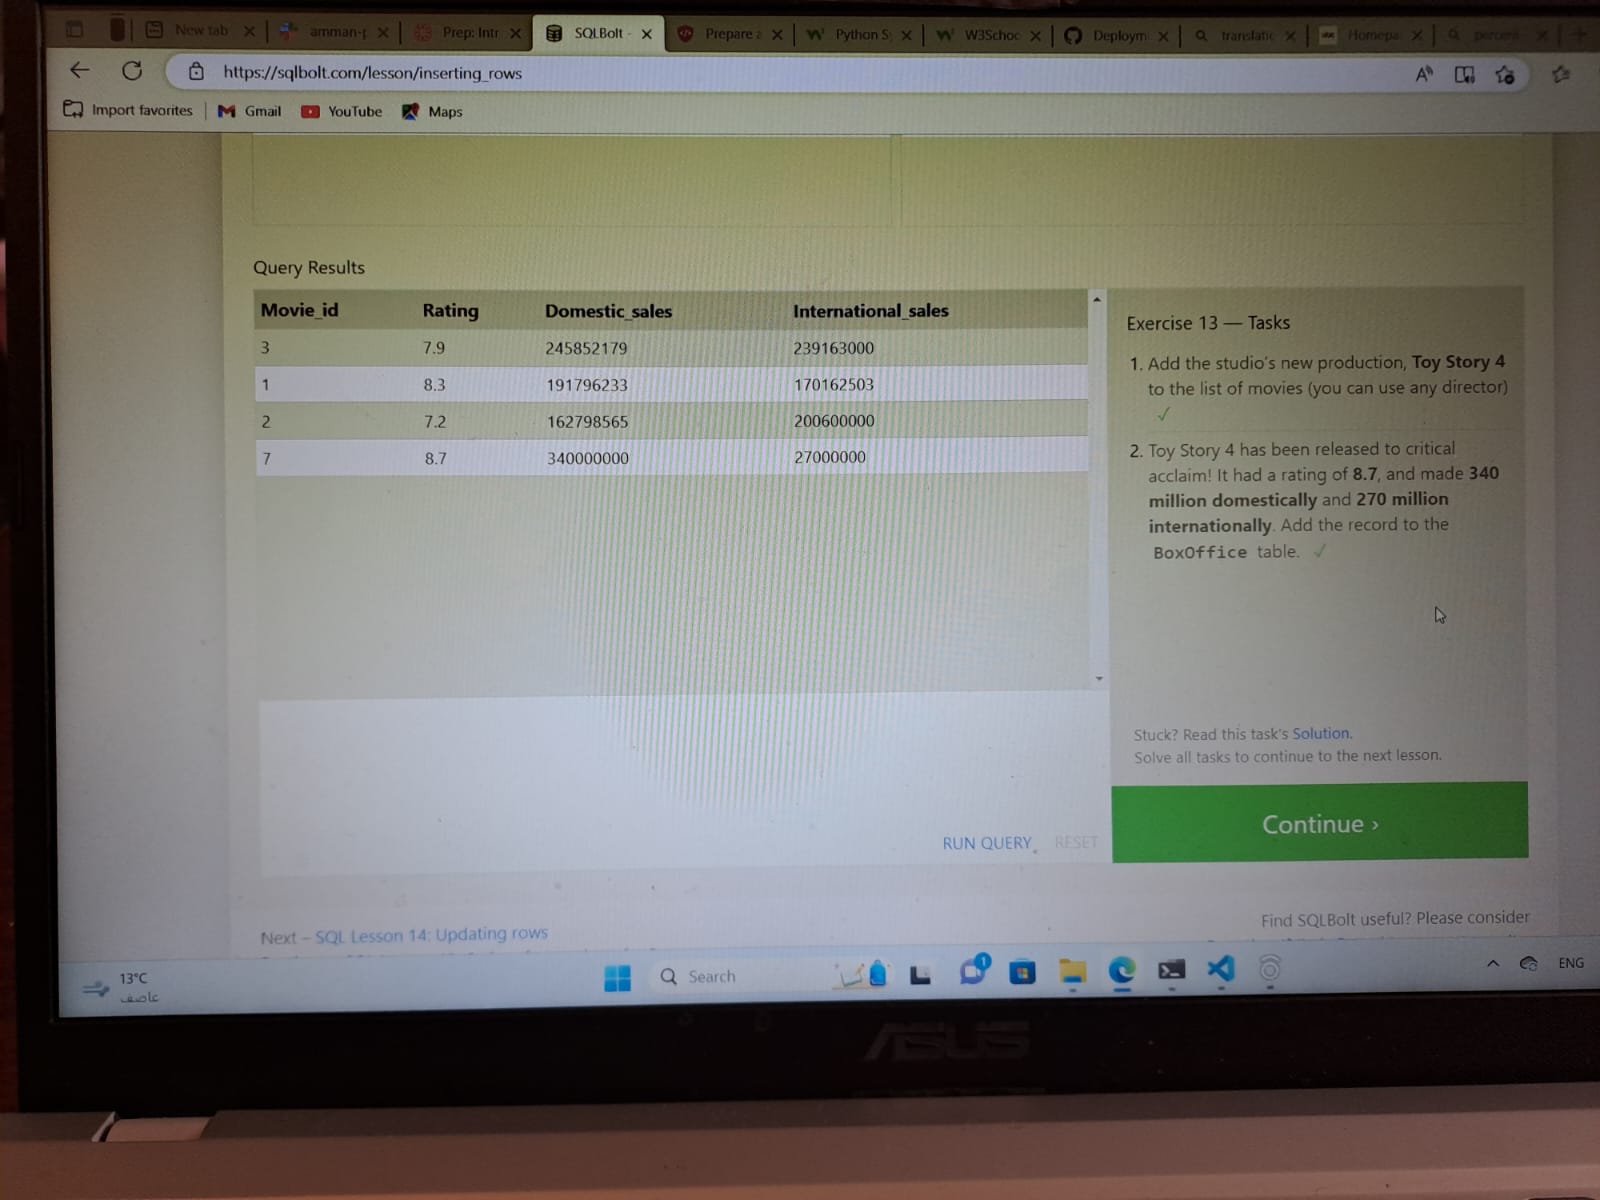 New tab
amman-p
Prep: Intr
SQLBolt -
Prepare a
Python S
W3Schoo
Deploym
translatio
Homepa
percent
https://sqlbolt.com/lesson/inserting_rows
Import favorites
Gmail
YouTube
Maps
Query Results
Movie_id Rating Domestic_sales International_sales
3 7.9 245852179 239163000
1 8.3 191796233 170162503
2 7.2 162798565 200600000
7 8.7 340000000 27000000
Exercise 13 — Tasks
1. Add the studio's new production, Toy Story 4
to the list of movies (you can use any director)
✓
2. Toy Story 4 has been released to critical
acclaim! It had a rating of 8.7, and made 340
million domestically and 270 million
internationally. Add the record to the
BoxOffice table. ✓
Stuck? Read this task's Solution.
Solve all tasks to continue to the next lesson.
RUN QUERY RESET
Continue ›
Next – SQL Lesson 14: Updating rows
Find SQLBolt useful? Please consider
13°C
عاصف
Search
1
ENG
ASUS